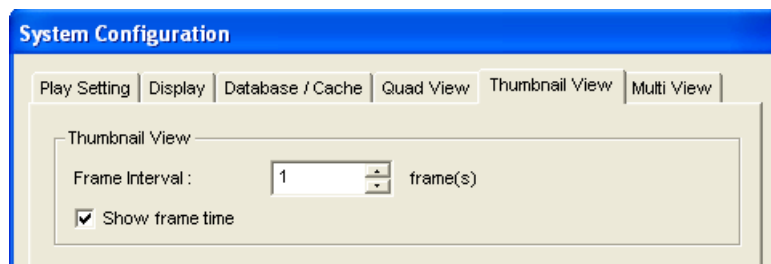 System Configuration
Play Setting Display Database / Cache Quad View Thumbnail View Multi View
Thumbnail View
Frame Interval : 1 frame(s)
Show frame time